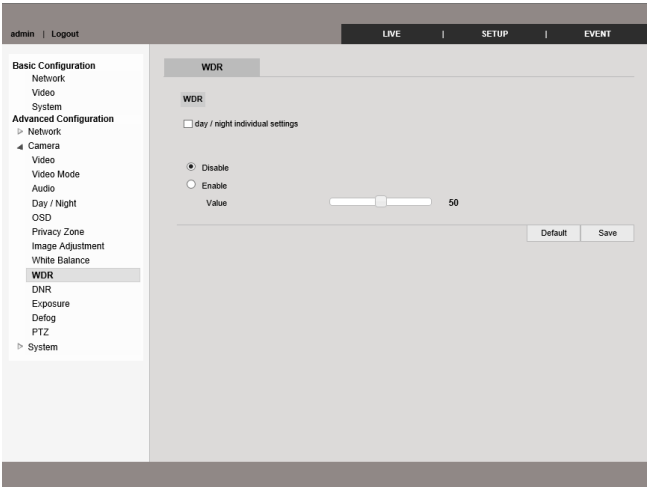 admin | Logout
LIVE | SETUP | EVENT
Basic Configuration
Network
Video
System
Advanced Configuration
Network
Camera
Video
Video Mode
Audio
Day / Night
OSD
Privacy Zone
Image Adjustment
White Balance
WDR
DNR
Exposure
Defog
PTZ
System
WDR
WDR
day / night individual settings
Disable
Enable
Value 50
Default Save